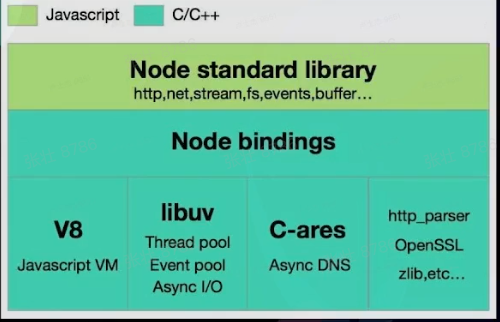 Javascript
C/C++
Node standard library
http,net,stream,fs,events,buffer...
Node bindings
V8
Javascript VM
libuv
Thread pool
Event pool
Async I/O
C-ares
Async DNS
http_parser
OpenSSL
zlib,etc...